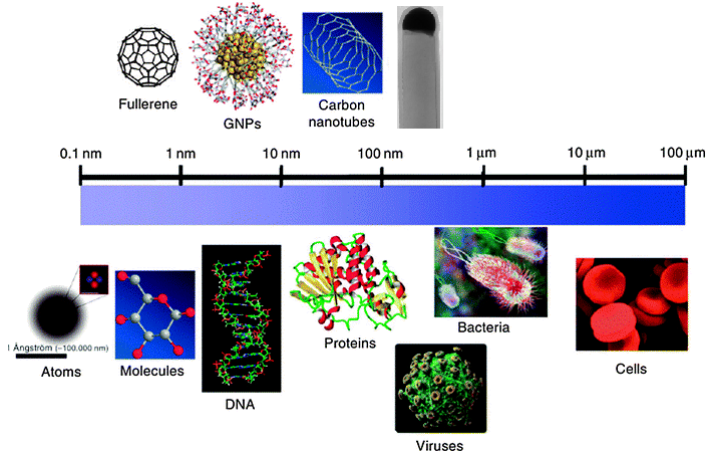 Fullerene
GNPs
Carbon
nanotubes
0.1 nm
1 nm
10 nm
100 nm
1 μm
10 μm
100 μm
l Ångström (~100.000 nm)
Atoms
Molecules
DNA
Proteins
Viruses
Bacteria
Cells